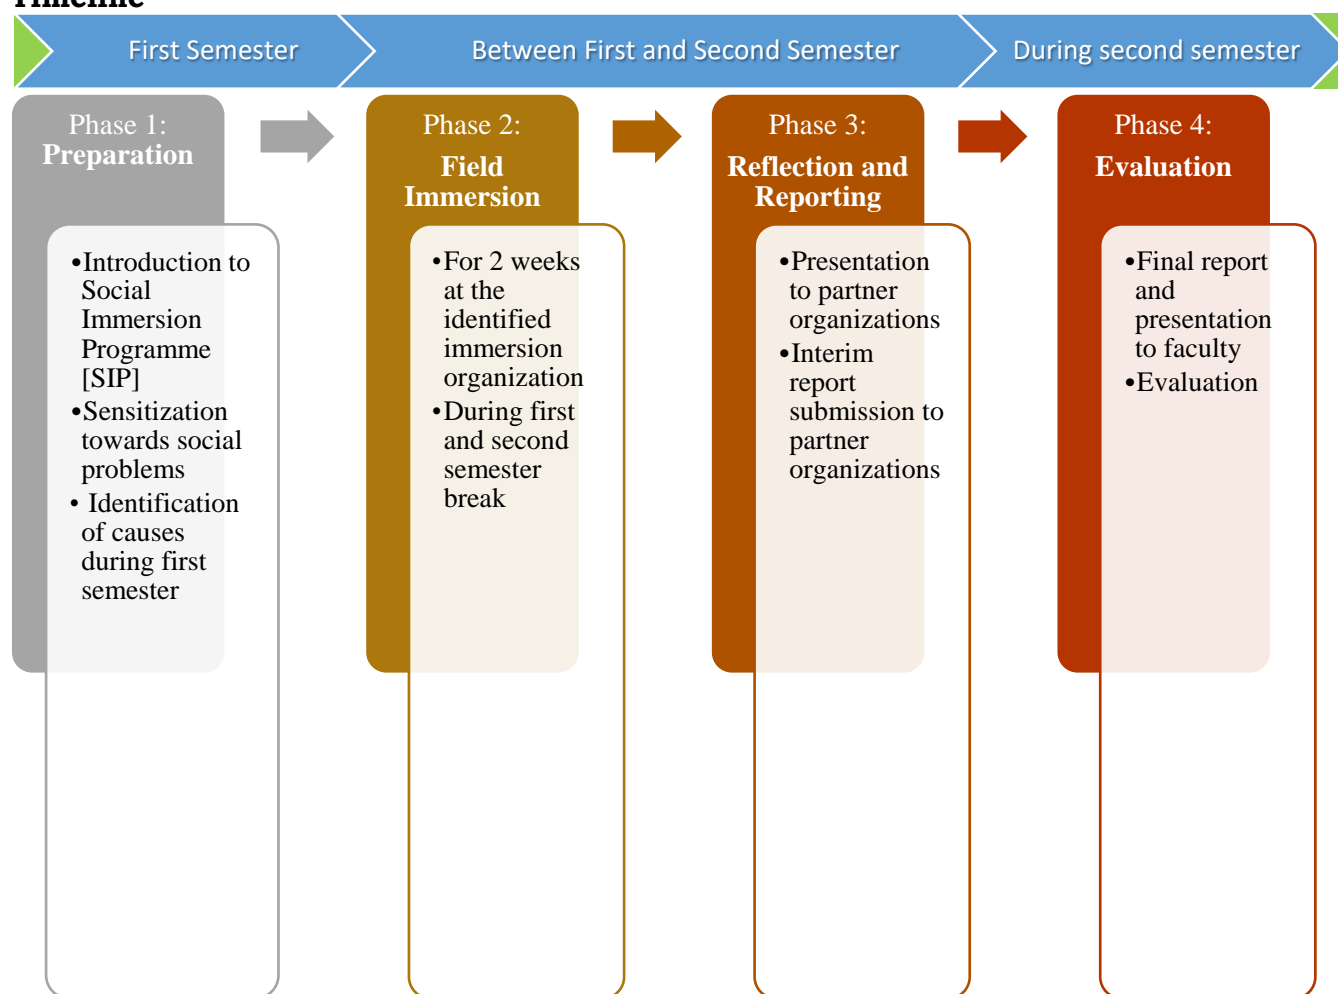 Timeline
First Semester
Between First and Second Semester
During second semester
Phase 1:
Preparation
•Introduction to
Social
Immersion
Programme
[SIP]
•Sensitization
towards social
problems
• Identification
of causes
during first
semester
Phase 2:
Field
Immersion
•For 2 weeks
at the
identified
immersion
organization
•During first
and second
semester
break
Phase 3:
Reflection and
Reporting
•Presentation
to partner
organizations
•Interim
report
submission to
partner
organizations
Phase 4:
Evaluation
•Final report
and
presentation
to faculty
•Evaluation